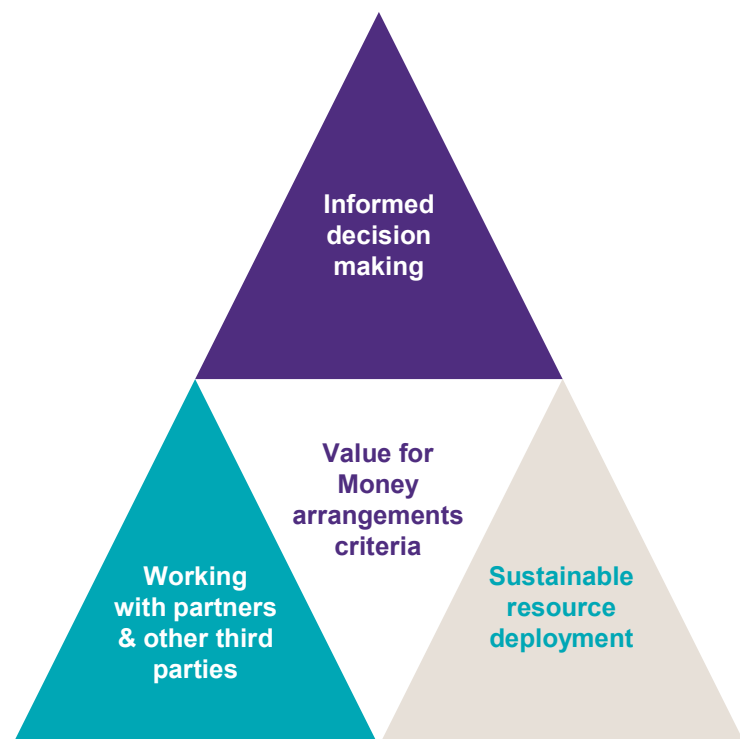 Informed
decision
making
Value for
Money
arrangements
criteria
Working
with partners
& other third
parties
Sustainable
resource
deployment